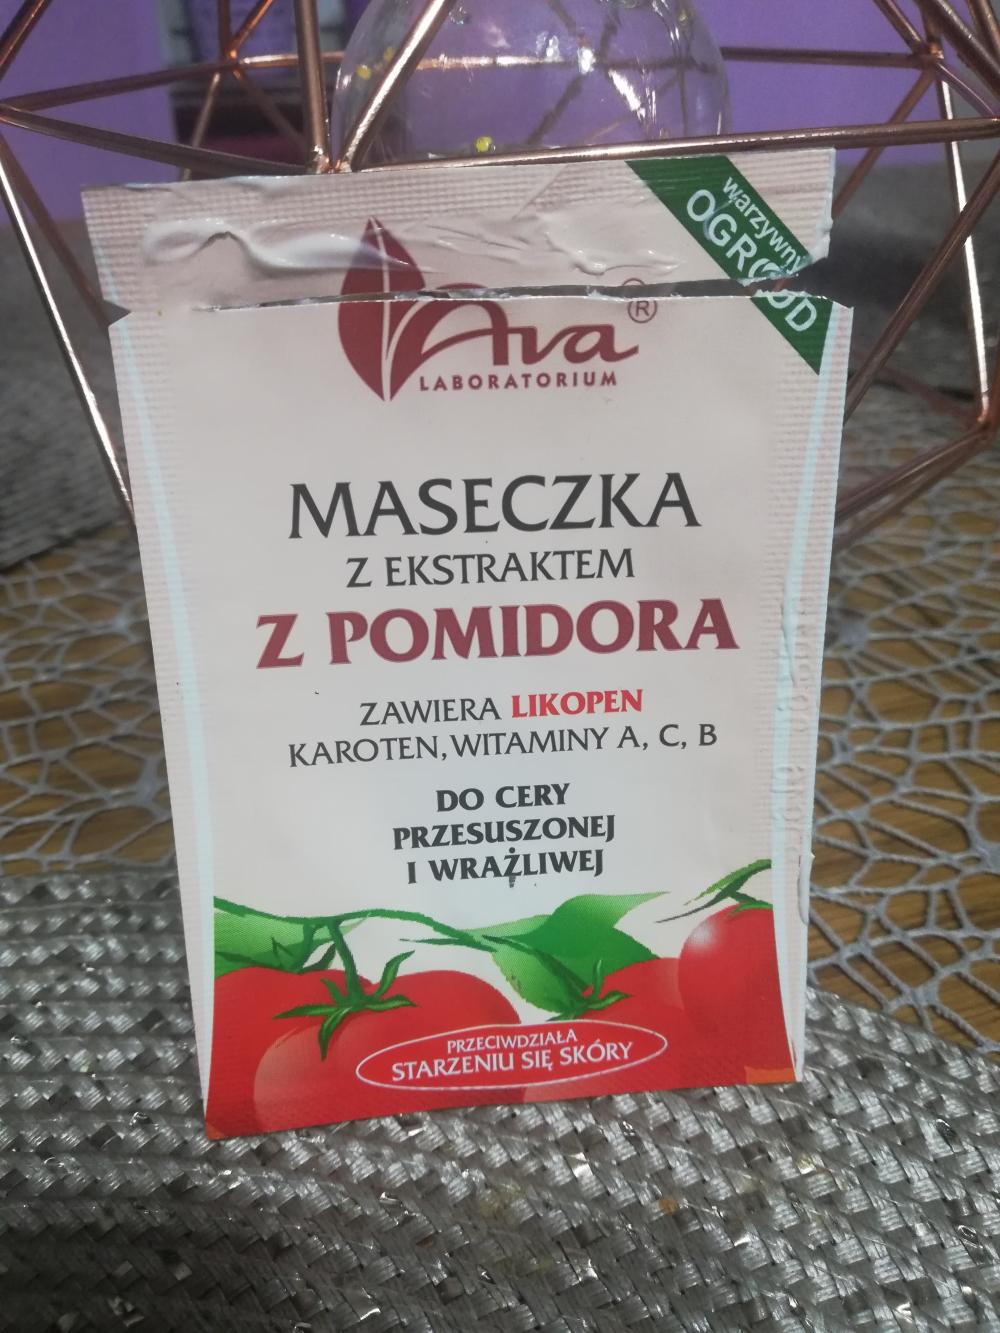 warzywny
OGRÓD
Ava®
LABORATORIUM
MASECZKA
Z EKSTRAKTEM
Z POMIDORA
ZAWIERA LIKOPEN
KAROTEN, WITAMINY A, C, B
DO CERY
PRZESUSZONEJ
I WRAŻLIWEJ
PRZECIWDZIAŁA
STARZENIU SIĘ SKÓRY